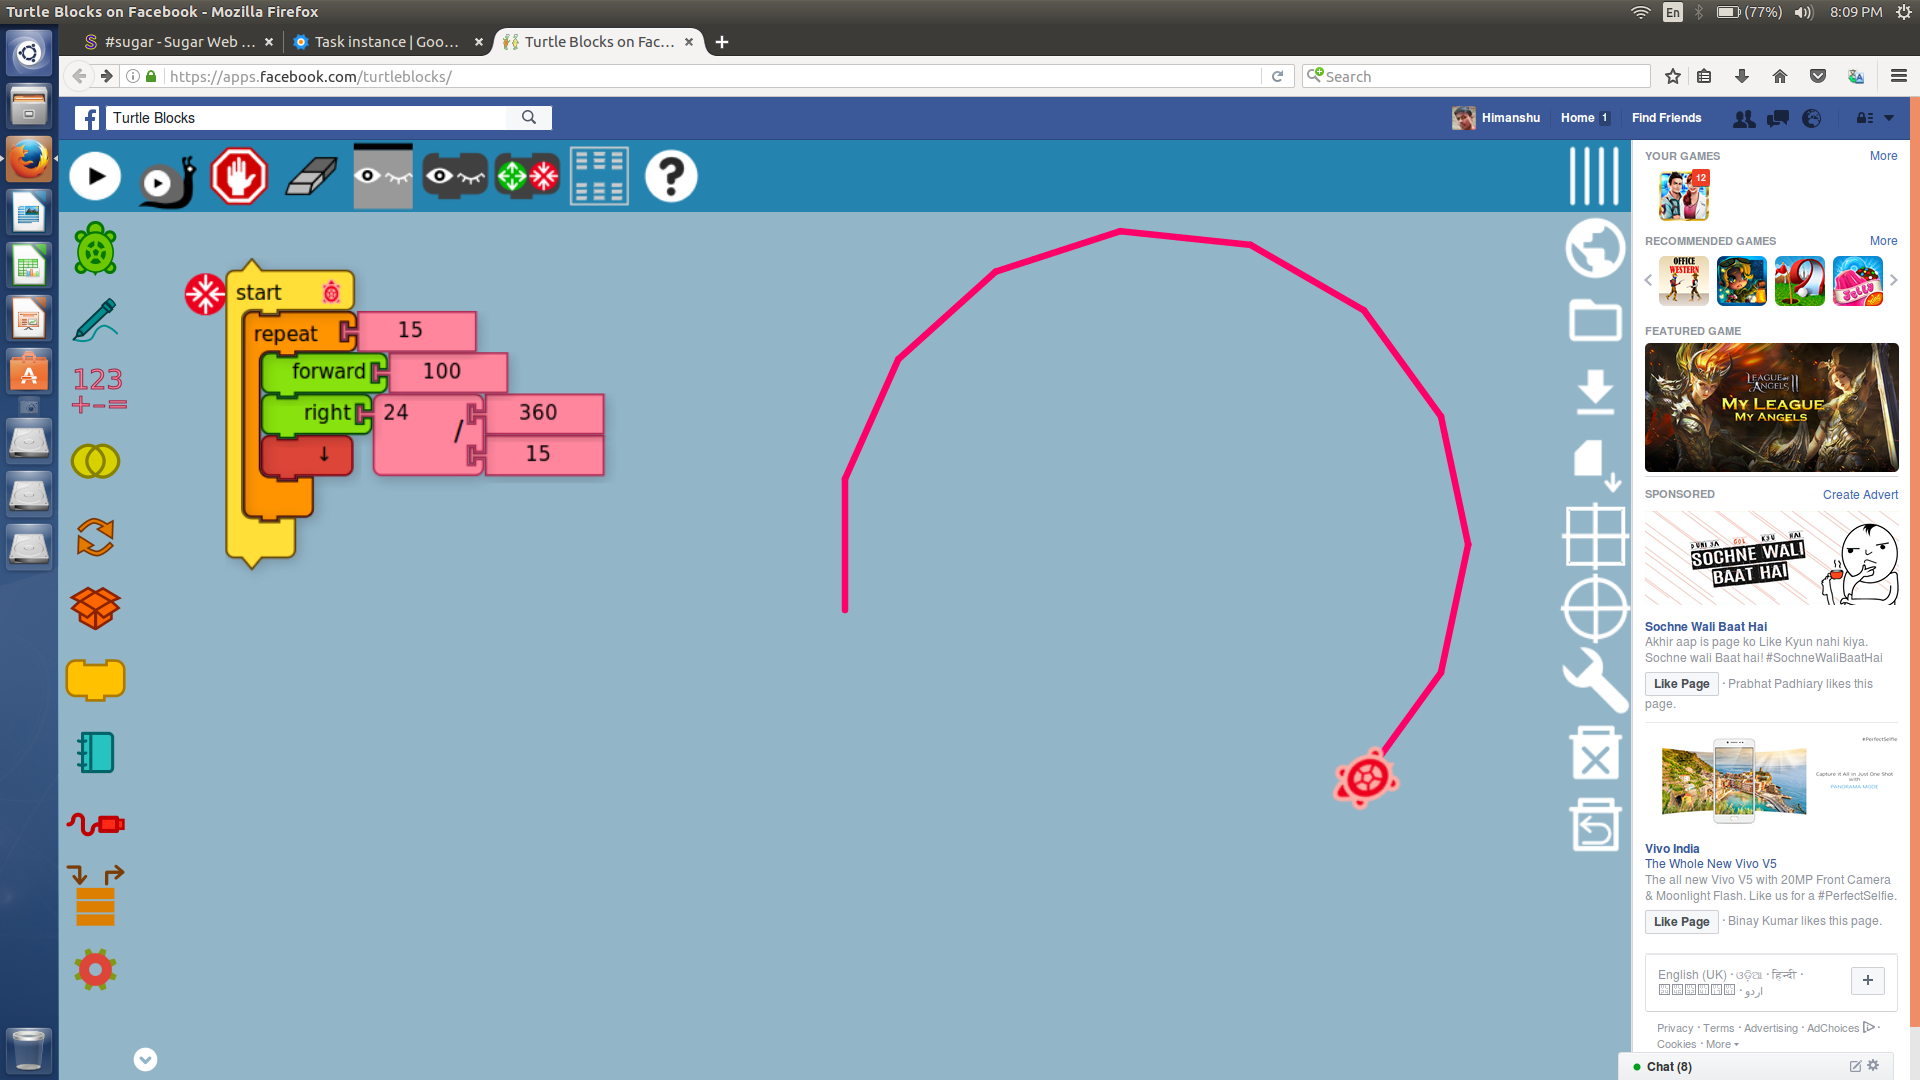 Turtle Blocks on Facebook - Mozilla Firefox
En
(77%)
8:09 PM
#sugar - Sugar Web ...
Task instance | Goo...
Turtle Blocks on Fac...
https://apps.facebook.com/turtleblocks/
Search
Turtle Blocks
Himanshu
Home 1
Find Friends
start
repeat 15
forward 100
right 24 / 360
15
123
+-=
YOUR GAMES
More
12
RECOMMENDED GAMES
More
OFFICE
WESTERN
Jelly
FEATURED GAME
LEAGUE OF
ANGELS II
MY LEAGUE
MY ANGELS
SPONSORED
Create Advert
SOCHNE WALI
BAAT HAI
Sochne Wali Baat Hai
Akhir aap is page ko Like Kyun nahi kiya.
Sochne wali Baat hai! #SochneWaliBaatHai
Like Page · Prabhat Padhiary likes this
page.
#PerfectSelfie
Capture it All in Just One Shot
with
PANORAMA MODE
Vivo India
The Whole New Vivo V5
The all new Vivo V5 with 20MP Front Camera
& Moonlight Flash. Like us for a #PerfectSelfie.
Like Page · Binay Kumar likes this page.
English (UK) · ଓଡ଼ିଆ · हिन्दी ·
اردو ·
Privacy · Terms · Advertising · AdChoices ·
Cookies · More
Chat (8)